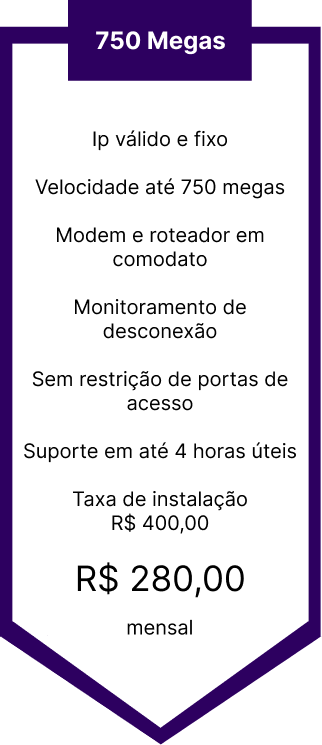 750 Megas
Ip válido e fixo
Velocidade até 750 megas
Modem e roteador em
comodato
Monitoramento de
desconexão
Sem restrição de portas de
acesso
Suporte em até 4 horas úteis
Taxa de instalação
R$ 400,00
R$ 280,00
mensal